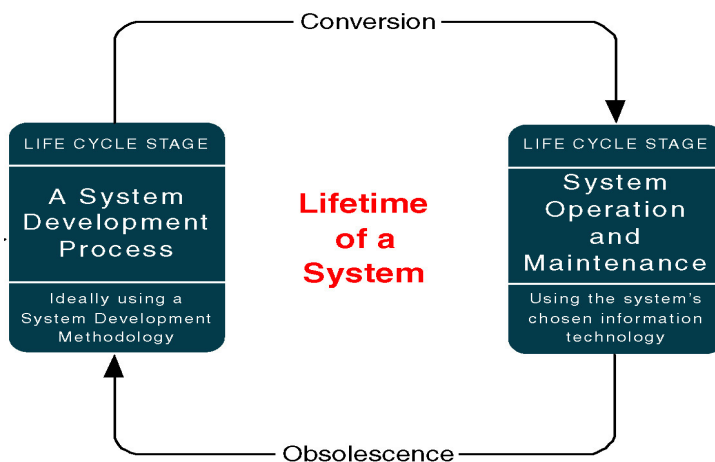 Conversion
LIFE CYCLE STAGE
A System
Development
Process
Ideally using a
System Development
Methodology
Lifetime
of a
System
LIFE CYCLE STAGE
System
Operation
and
Maintenance
Using the system's
chosen information
technology
Obsolescence